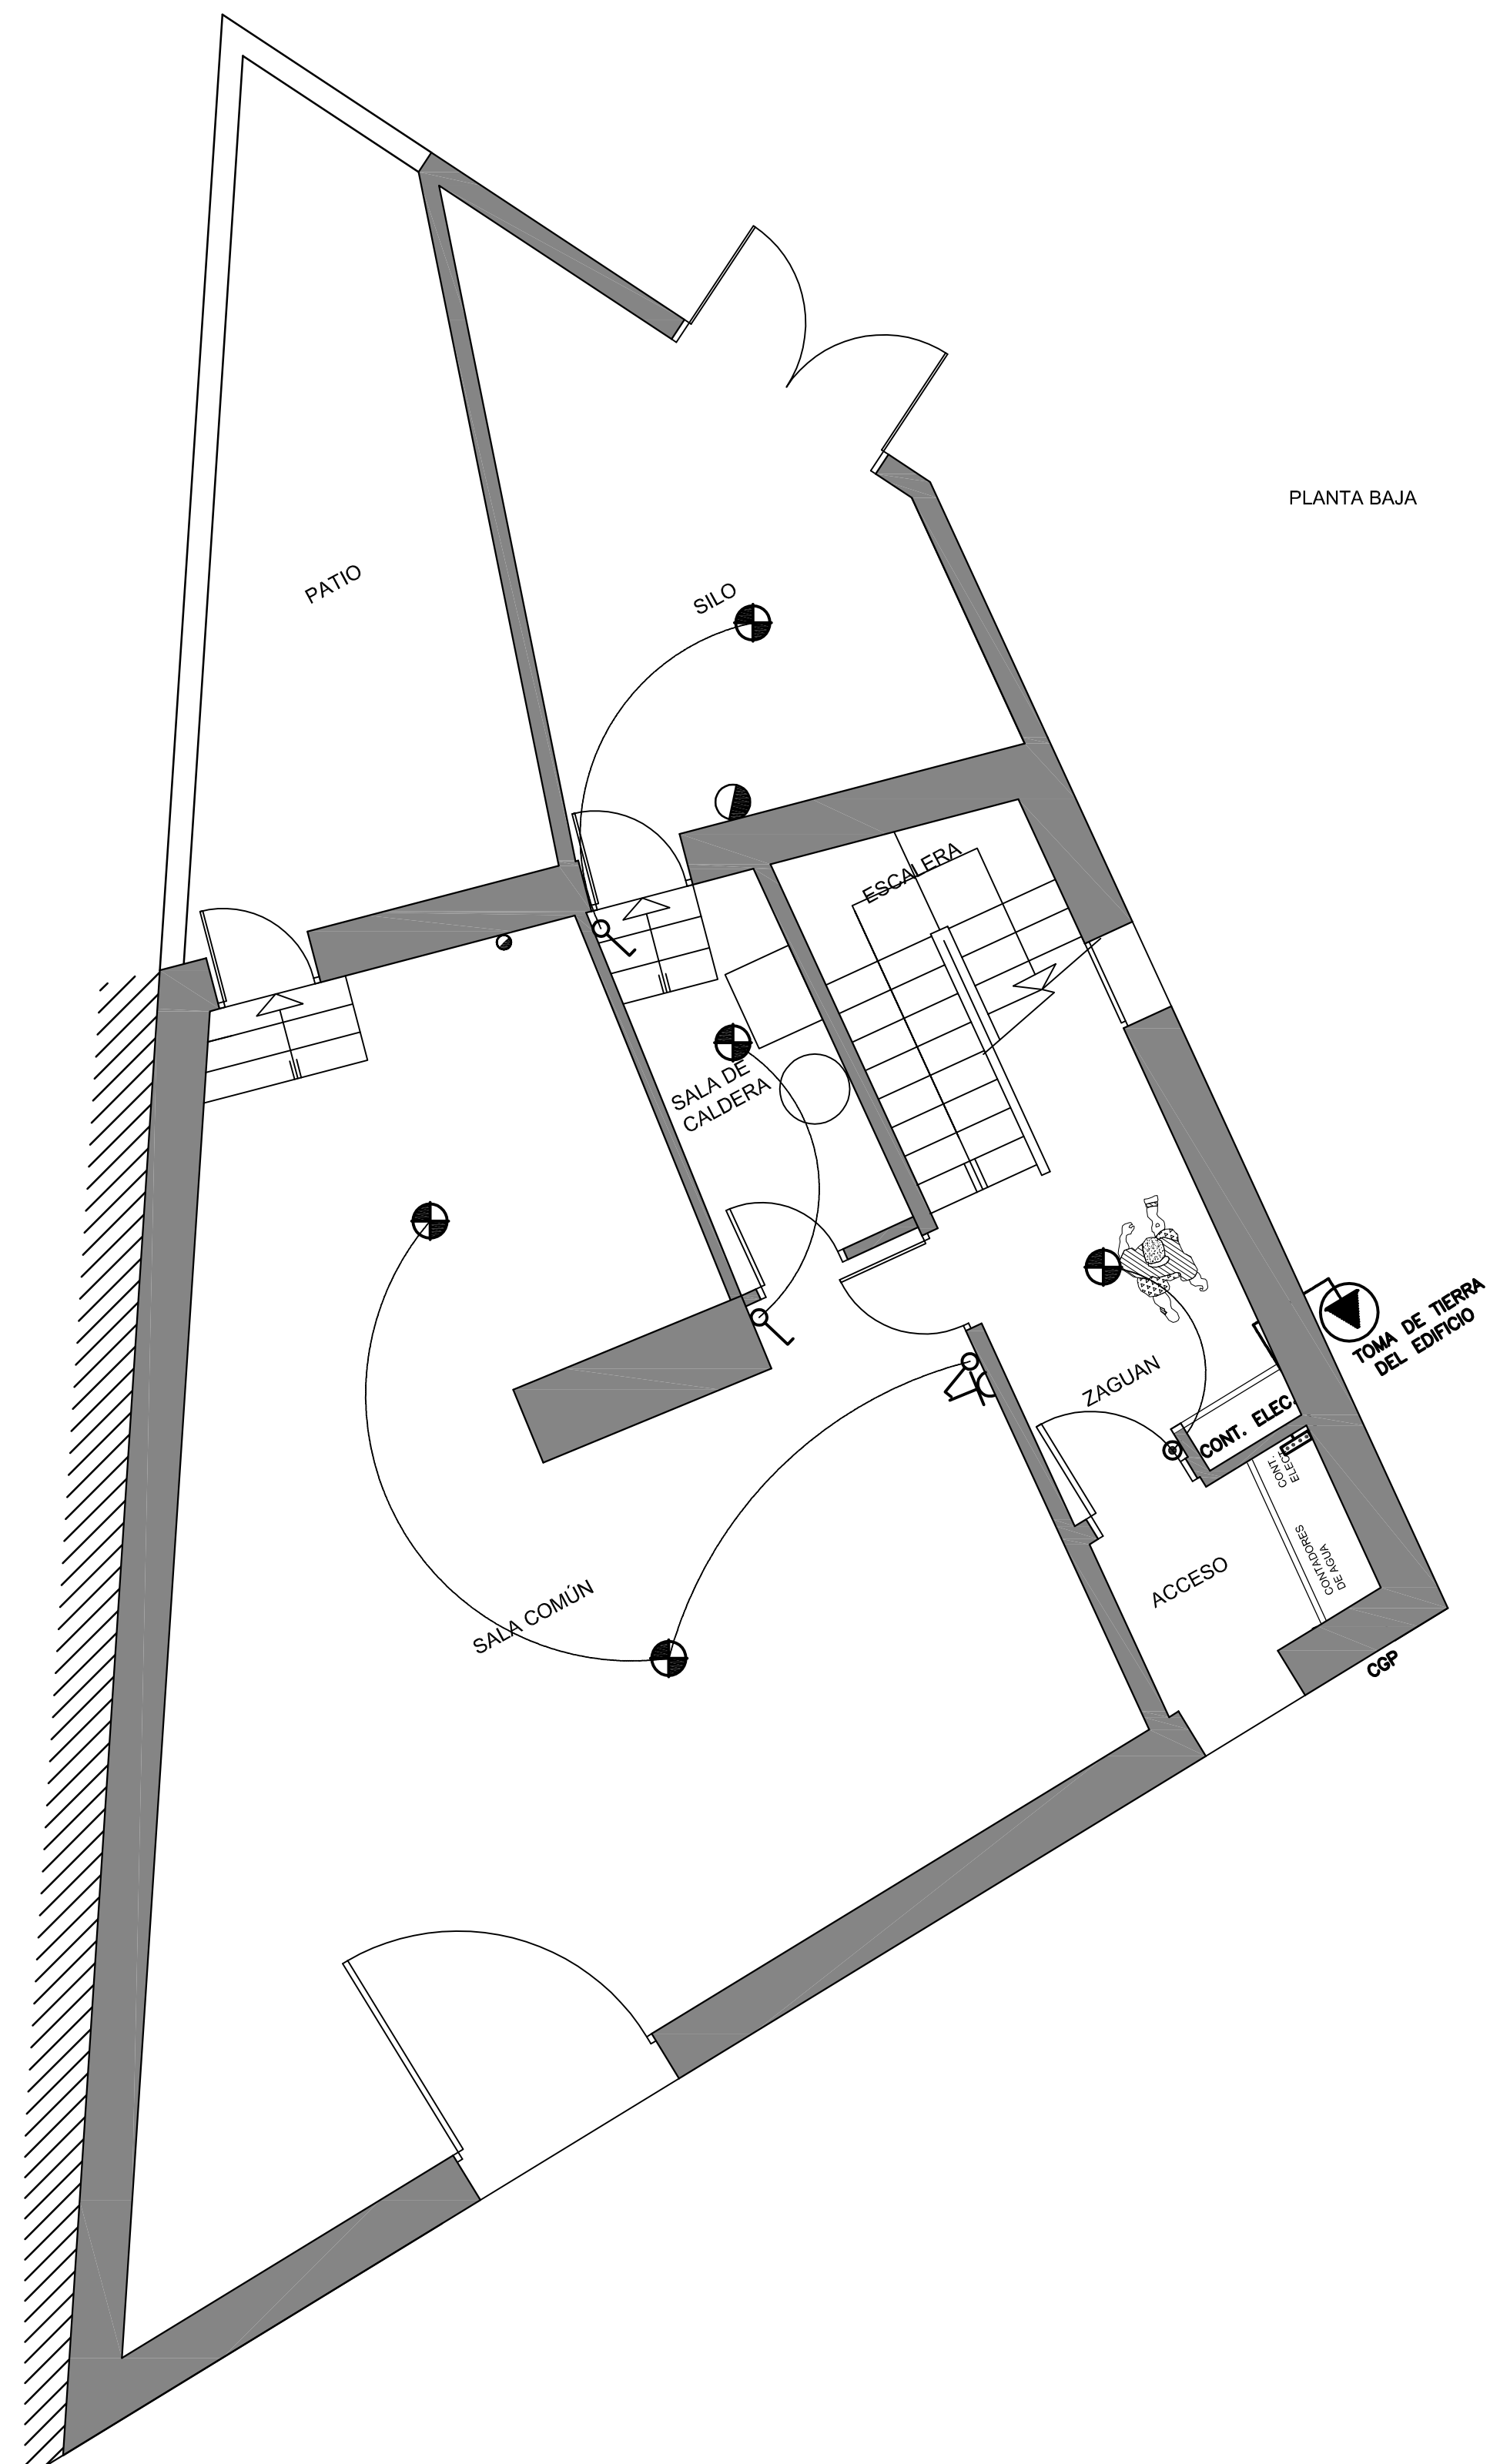 PLANTA BAJA
PATIO
SILO
ESCALERA
SALA DE
CALDERA
TOMA DE TIERRA
DEL EDIFICIO
ZAGUAN
CONT. ELEC.
CONT.
ELEC.
CONTADORES
DE AGUA
ACCESO
SALA COMÚN
CGP